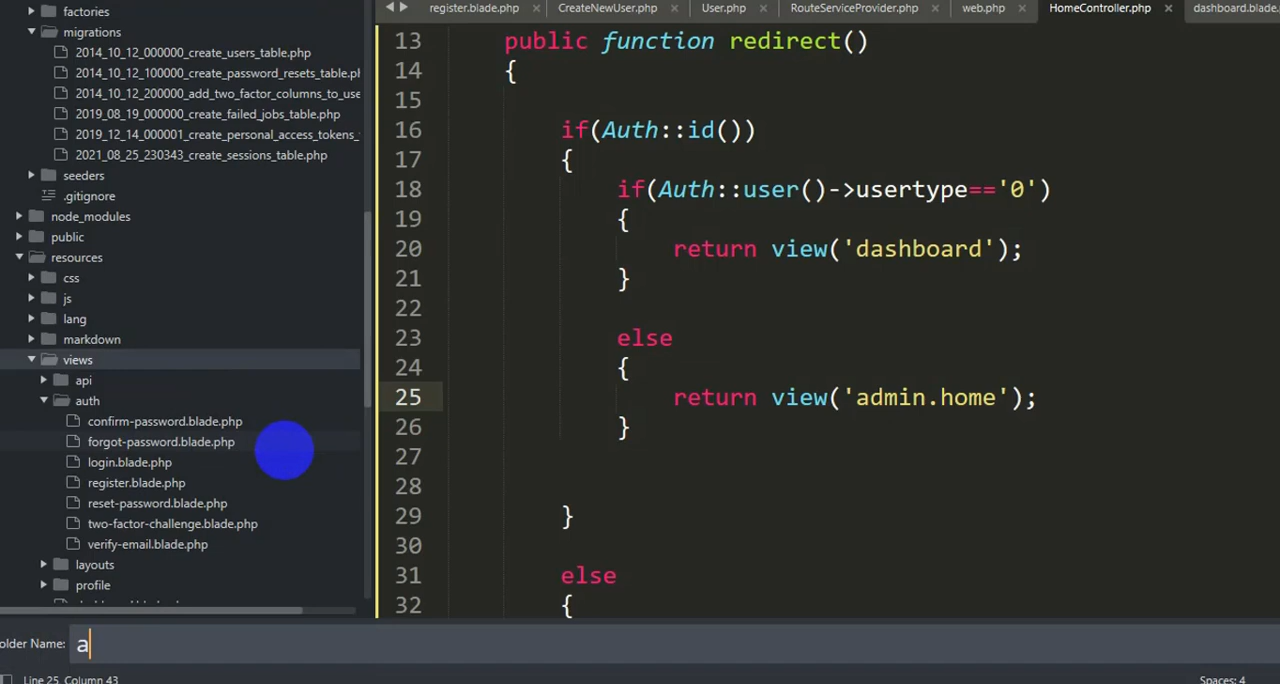 register.blade.php CreateNewUser.php User.php RouteServiceProvider.php web.php HomeController.php dashboard.blade.
factories
migrations
2014_10_12_000000_create_users_table.php
2014_10_12_100000_create_password_resets_table.ph
2014_10_12_200000_add_two_factor_columns_to_use
2019_08_19_000000_create_failed_jobs_table.php
2019_12_14_000001_create_personal_access_tokens_
2021_08_25_230343_create_sessions_table.php
seeders
.gitignore
node_modules
public
resources
css
js
lang
markdown
views
api
auth
confirm-password.blade.php
forgot-password.blade.php
login.blade.php
register.blade.php
reset-password.blade.php
two-factor-challenge.blade.php
verify-email.blade.php
layouts
profile
13 public function redirect()
14 {
15
16 if(Auth::id())
17 {
18 if(Auth::user()->usertype=='0')
19 {
20 return view('dashboard');
21 }
22
23 else
24 {
25 return view('admin.home');
26 }
27
28
29 }
30
31 else
32 {
older Name: a
Line 25, Column 43 Spaces: 4